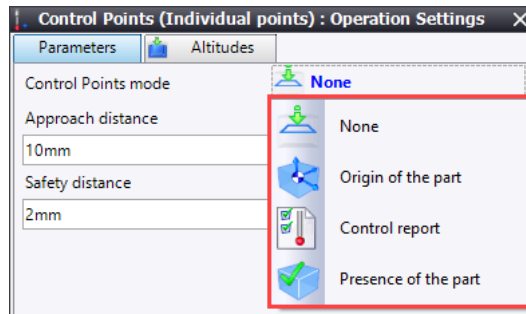 Control Points (Individual points) : Operation Settings
Parameters
Altitudes
Control Points mode
None
Approach distance
10mm
Safety distance
2mm
None
Origin of the part
Control report
Presence of the part